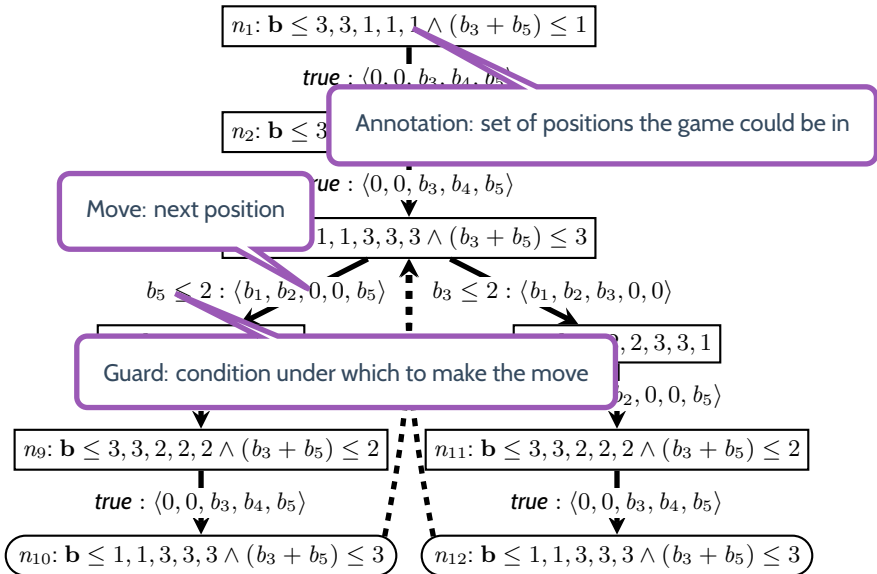 n₁: b ≤ 3, 3, 1, 1, 1 ∧ (b₃ + b₅) ≤ 1
true : ⟨0, 0, b₃, b₄, b₅⟩
Annotation: set of positions the game could be in
n₂: b ≤ 3
true : ⟨0, 0, b₃, b₄, b₅⟩
Move: next position
1, 1, 3, 3, 3 ∧ (b₃ + b₅) ≤ 3
b₅ ≤ 2 : ⟨b₁, b₂, 0, 0, b₅⟩ b₃ ≤ 2 : ⟨b₁, b₂, b₃, 0, 0⟩
2, 3, 3, 1
Guard: condition under which to make the move
b₂, 0, 0, b₅⟩
n₉: b ≤ 3, 3, 2, 2, 2 ∧ (b₃ + b₅) ≤ 2 n₁₁: b ≤ 3, 3, 2, 2, 2 ∧ (b₃ + b₅) ≤ 2
true : ⟨0, 0, b₃, b₄, b₅⟩ true : ⟨0, 0, b₃, b₄, b₅⟩
n₁₀: b ≤ 1, 1, 3, 3, 3 ∧ (b₃ + b₅) ≤ 3 n₁₂: b ≤ 1, 1, 3, 3, 3 ∧ (b₃ + b₅) ≤ 3